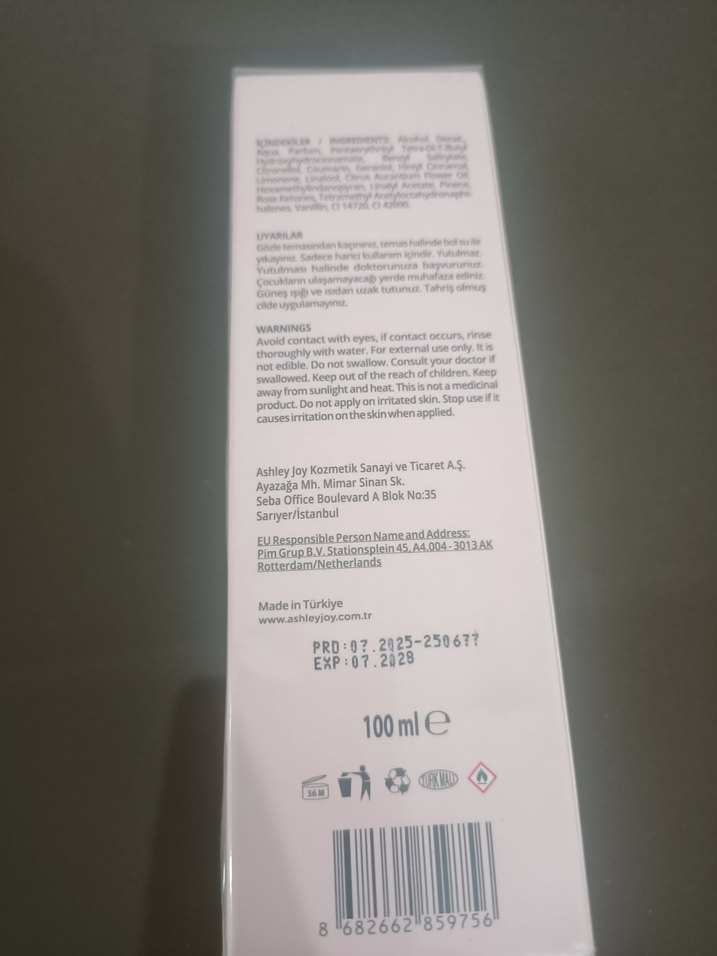 İÇİNDEKİLER / INGREDIENTS: Alcohol Denat.,
Aqua, Parfum, Pentaerythrityl Tetra-Di-T-Butyl
Hydroxyhydrocinnamate, Benzyl Salicylate,
Citronellol, Coumarin, Geraniol, Hexyl Cinnamal,
Limonene, Linalool, Citrus Aurantium Flower Oil,
Hexamethylindanopyran, Linalyl Acetate, Pinene,
Rose Ketones, Tetramethyl Acetyloctahydronapht-
halenes, Vanillin, CI 14720, CI 42090.
UYARILAR
Gözle temasından kaçınınız, temas halinde bol su ile
yıkayınız. Sadece harici kullanım içindir. Yutulmaz.
Yutulması halinde doktorunuza başvurunuz.
Çocukların ulaşamayacağı yerde muhafaza ediniz.
Güneş ışığı ve ısıdan uzak tutunuz. Tahriş olmuş
cilde uygulamayınız.
WARNINGS
Avoid contact with eyes, if contact occurs, rinse
thoroughly with water. For external use only. It is
not edible. Do not swallow. Consult your doctor if
swallowed. Keep out of the reach of children. Keep
away from sunlight and heat. This is not a medicinal
product. Do not apply on irritated skin. Stop use if it
causes irritation on the skin when applied.
Ashley Joy Kozmetik Sanayi ve Ticaret A.Ş.
Ayazağa Mh. Mimar Sinan Sk.
Seba Office Boulevard A Blok No:35
Sarıyer/İstanbul
EU Responsible Person Name and Address:
Pim Grup B.V. Stationsplein 45, A4.004 - 3013 AK
Rotterdam/Netherlands
Made in Türkiye
www.ashleyjoy.com.tr
PRD:07.2025-250677
EXP:07.2028
100 ml ℮
36 M
TURK MALI
8 682662 859756